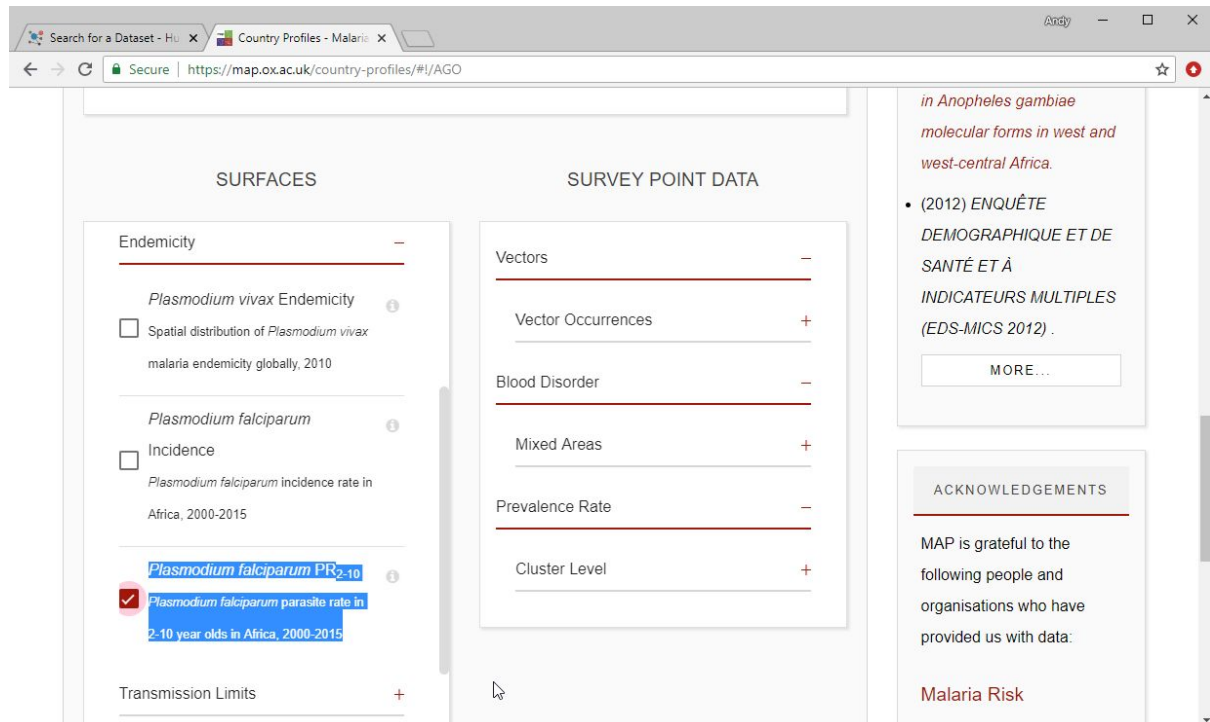 Andy
Search for a Dataset - Hu
Country Profiles - Malaria
Secure | https://map.ox.ac.uk/country-profiles/#!/AGO
SURFACES
Endemicity
Plasmodium vivax Endemicity
Spatial distribution of Plasmodium vivax
malaria endemicity globally, 2010
Plasmodium falciparum
Incidence
Plasmodium falciparum incidence rate in
Africa, 2000-2015
Plasmodium falciparum PR2-10
Plasmodium falciparum parasite rate in
2-10 year olds in Africa, 2000-2015
Transmission Limits
SURVEY POINT DATA
Vectors
Vector Occurrences
Blood Disorder
Mixed Areas
Prevalence Rate
Cluster Level
in Anopheles gambiae
molecular forms in west and
west-central Africa.
• (2012) ENQUÊTE
DEMOGRAPHIQUE ET DE
SANTÉ ET À
INDICATEURS MULTIPLES
(EDS-MICS 2012) .
MORE...
ACKNOWLEDGEMENTS
MAP is grateful to the
following people and
organisations who have
provided us with data:
Malaria Risk